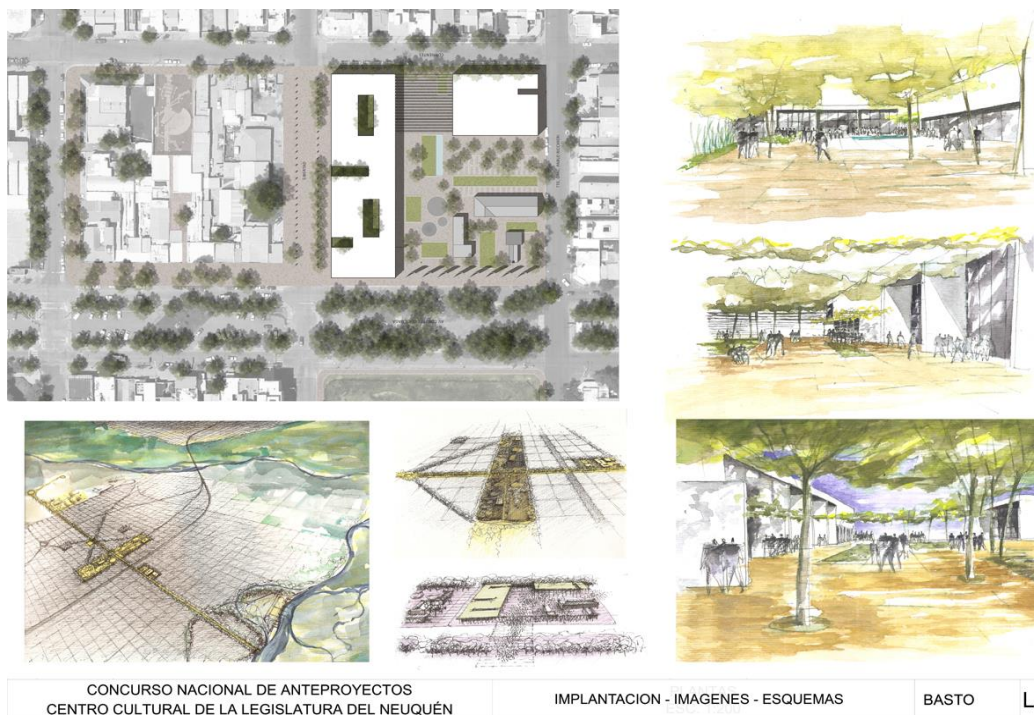 CONCURSO NACIONAL DE ANTEPROYECTOS
CENTRO CULTURAL DE LA LEGISLATURA DEL NEUQUÉN
IMPLANTACION - IMAGENES - ESQUEMAS
BASTO
L